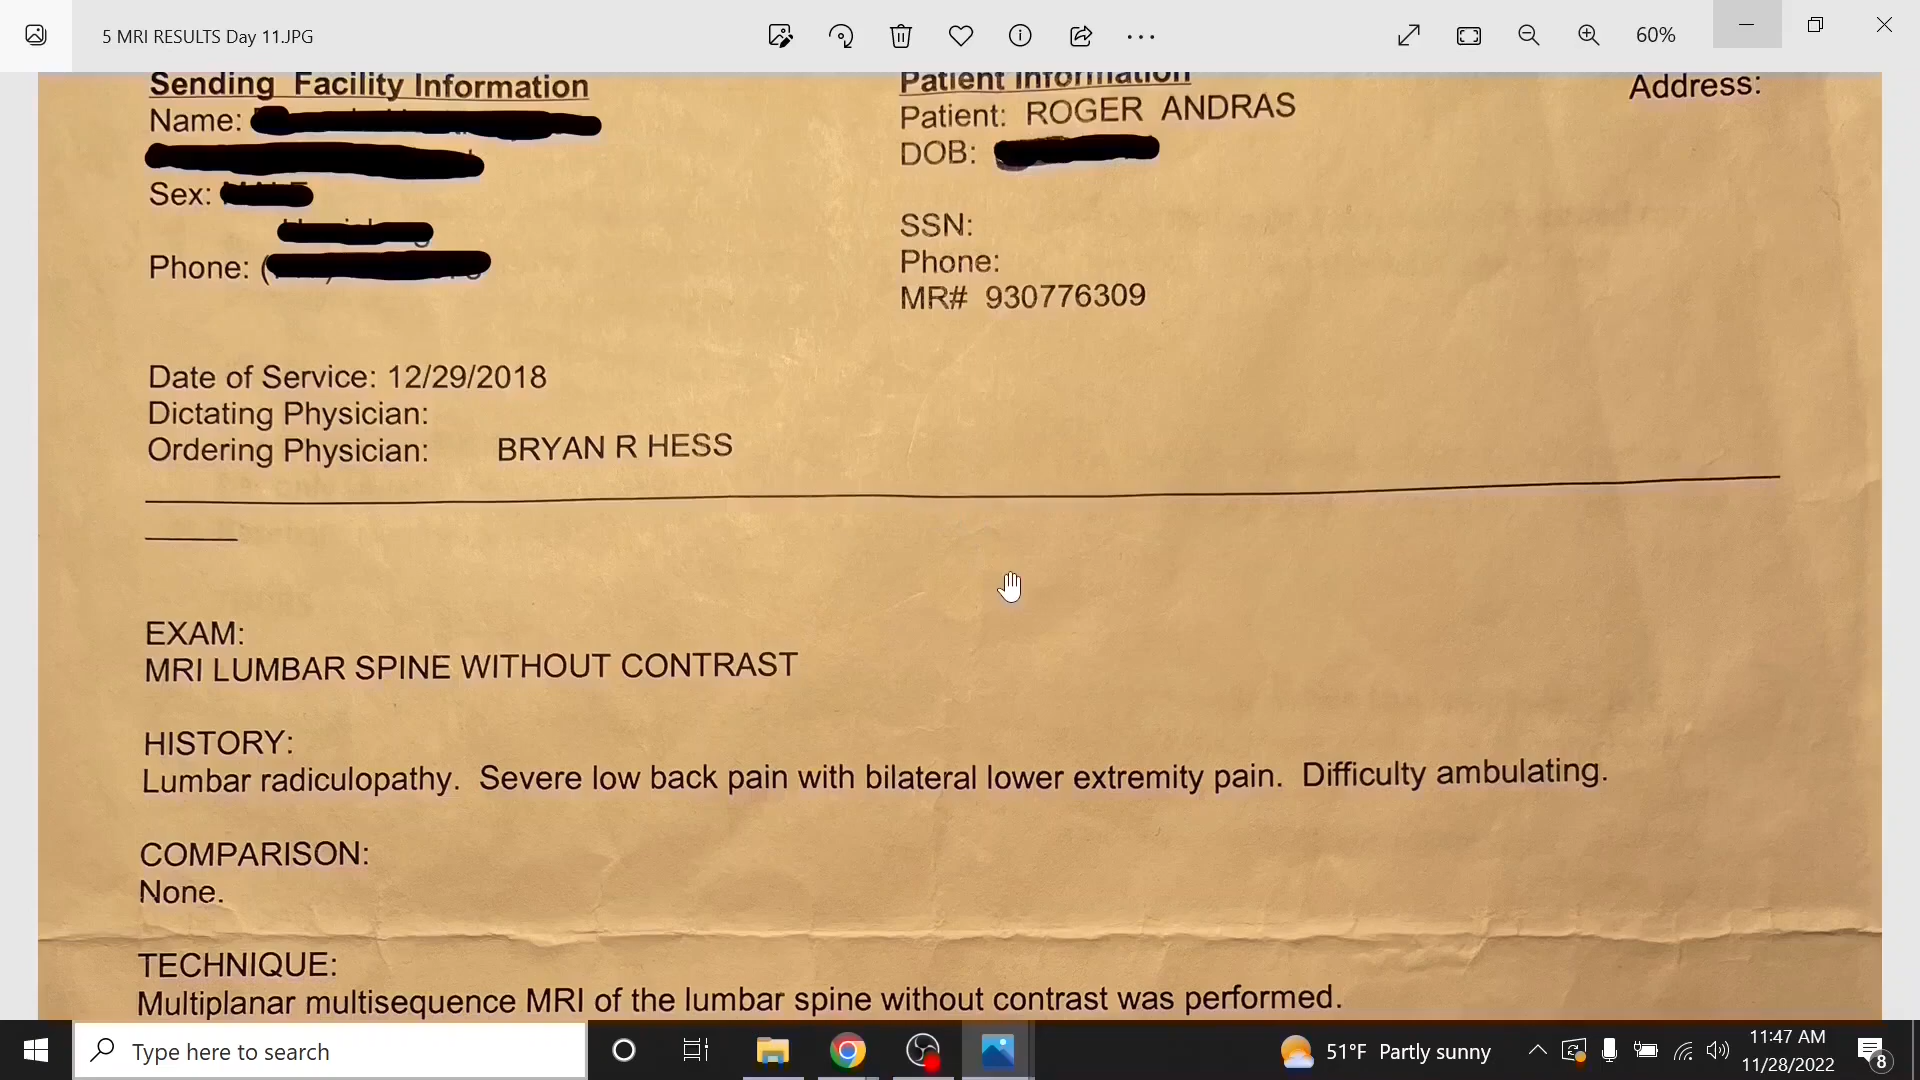 5 MRI RESULTS Day 11.JPG
60%
Sending Facility Information
Name:
Sex:
Phone: (
Patient Information
Patient: ROGER ANDRAS
DOB:
SSN:
Phone:
MR# 930776309
Address:
Date of Service: 12/29/2018
Dictating Physician:
Ordering Physician: BRYAN R HESS
EXAM:
MRI LUMBAR SPINE WITHOUT CONTRAST
HISTORY:
Lumbar radiculopathy. Severe low back pain with bilateral lower extremity pain. Difficulty ambulating.
COMPARISON:
None.
TECHNIQUE:
Multiplanar multisequence MRI of the lumbar spine without contrast was performed.
Type here to search
51°F Partly sunny
11:47 AM
11/28/2022
8